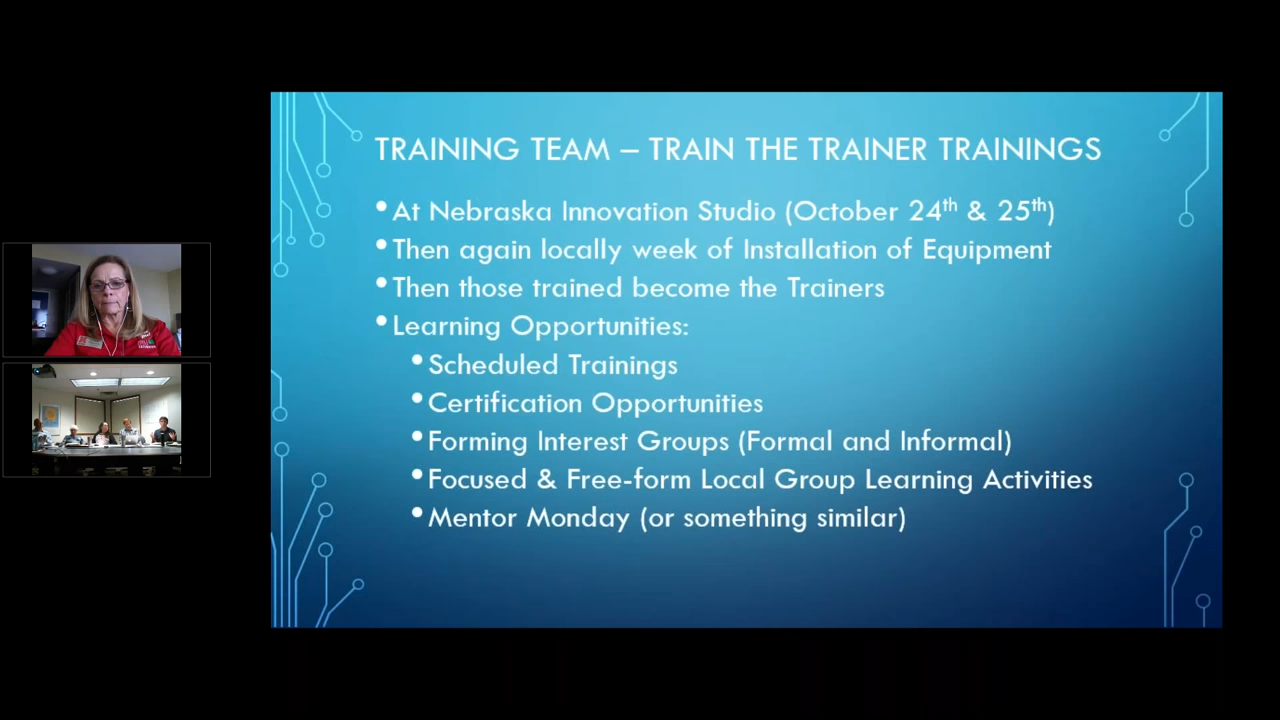 TRAINING TEAM – TRAIN THE TRAINER TRAININGS
•At Nebraska Innovation Studio (October 24th & 25th)
•Then again locally week of Installation of Equipment
•Then those trained become the Trainers
•Learning Opportunities:
•Scheduled Trainings
•Certification Opportunities
•Forming Interest Groups (Formal and Informal)
•Focused & Free-form Local Group Learning Activities
•Mentor Monday (or something similar)